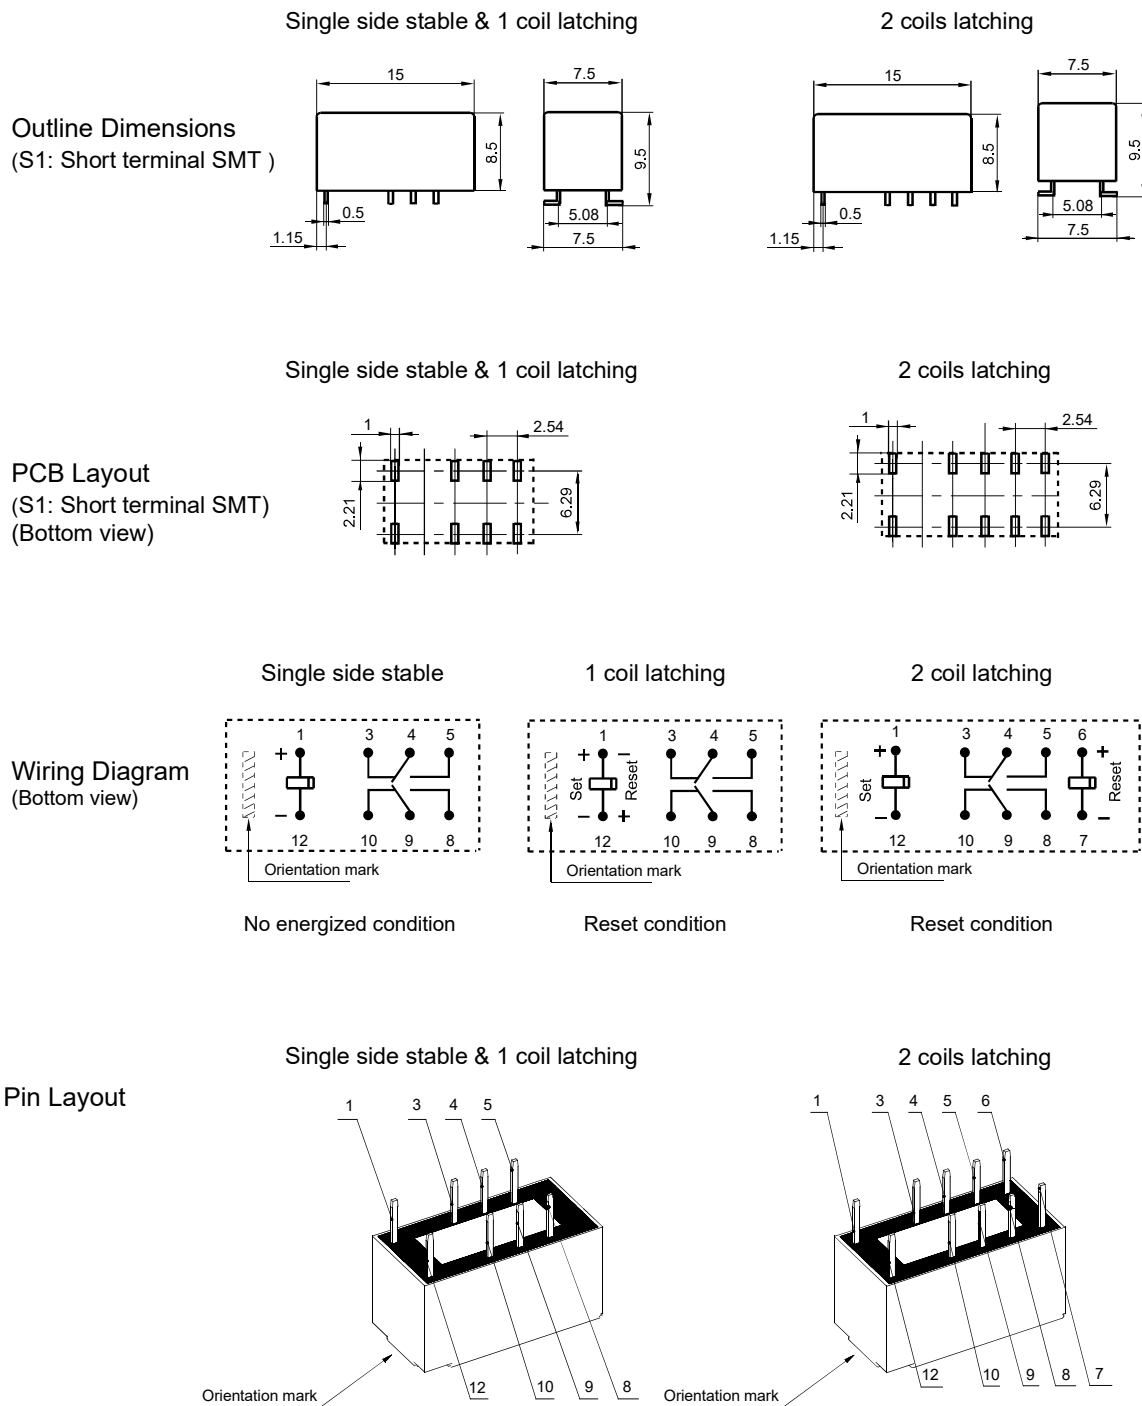 Single side stable & 1 coil latching
2 coils latching
Outline Dimensions
(S1: Short terminal SMT )
15
7.5
8.5
9.5
0.5
1.15
5.08
7.5
15
7.5
8.5
9.5
0.5
1.15
5.08
7.5
Single side stable & 1 coil latching
2 coils latching
PCB Layout
(S1: Short terminal SMT)
(Bottom view)
1
2.54
2.21
6.29
1
2.54
2.21
6.29
Single side stable
1 coil latching
2 coil latching
Wiring Diagram
(Bottom view)
1 3 4 5
+
−
12 10 9 8
Orientation mark
1 3 4 5
+ −
Set Reset
− +
12 10 9 8
Orientation mark
1 3 4 5 6
+ +
Set Reset
− −
12 10 9 8 7
Orientation mark
No energized condition
Reset condition
Reset condition
Single side stable & 1 coil latching
2 coils latching
Pin Layout
1 3 4 5
12 10 9 8
Orientation mark
1 3 4 5 6
12 10 9 8 7
Orientation mark